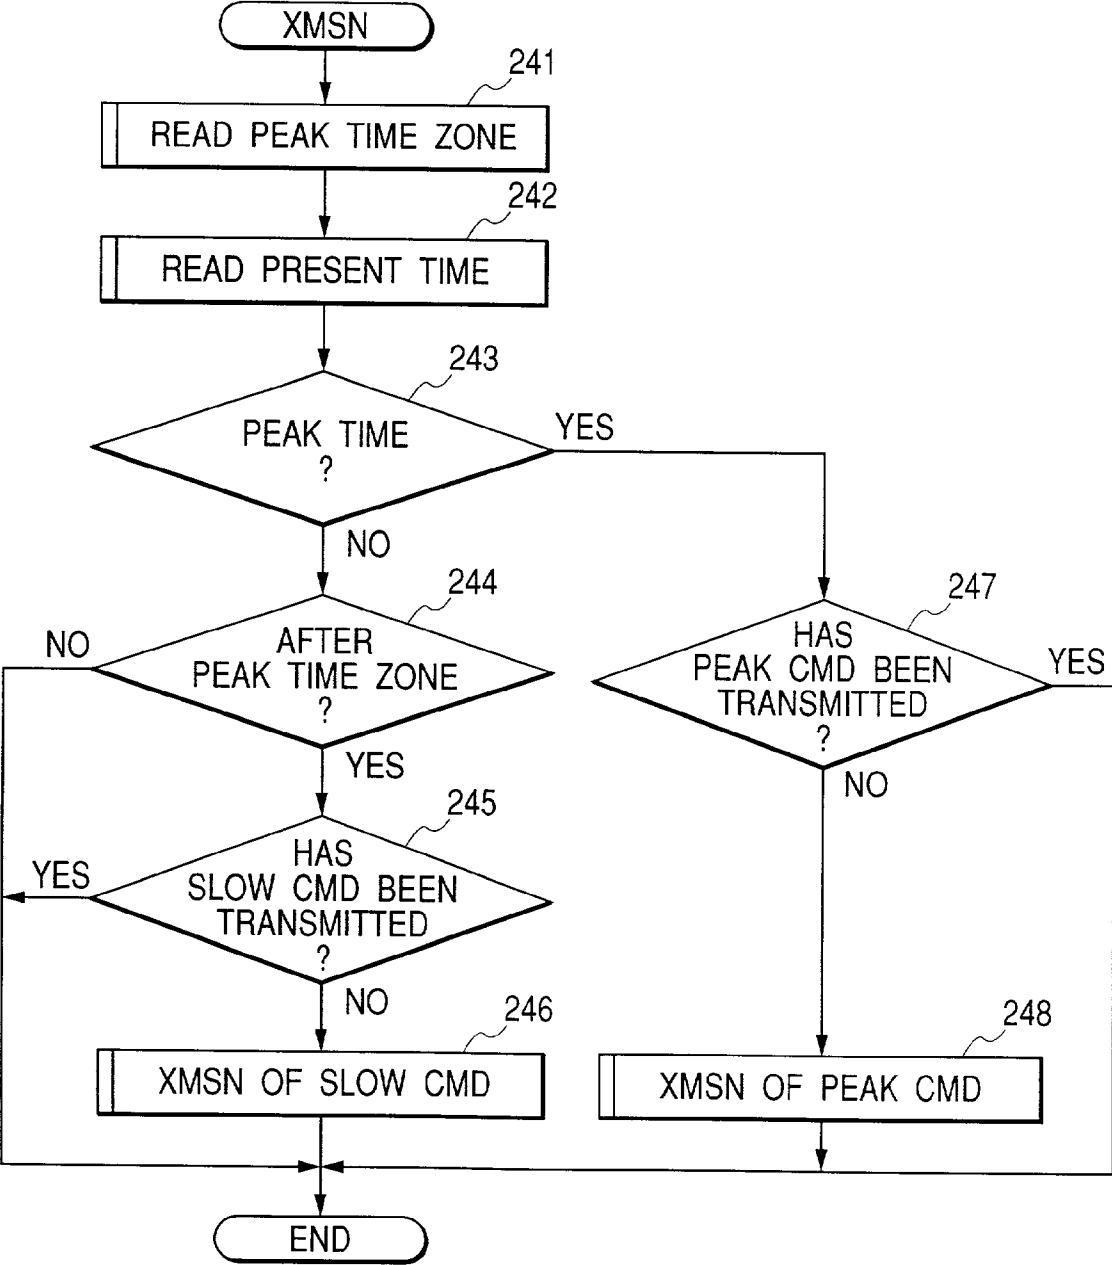 XMSN
241
READ PEAK TIME ZONE
242
READ PRESENT TIME
243
PEAK TIME
?
YES
NO
244
AFTER
PEAK TIME ZONE
?
NO
YES
247
HAS
PEAK CMD BEEN
TRANSMITTED
?
YES
NO
245
HAS
SLOW CMD BEEN
TRANSMITTED
?
YES
NO
246
XMSN OF SLOW CMD
248
XMSN OF PEAK CMD
END